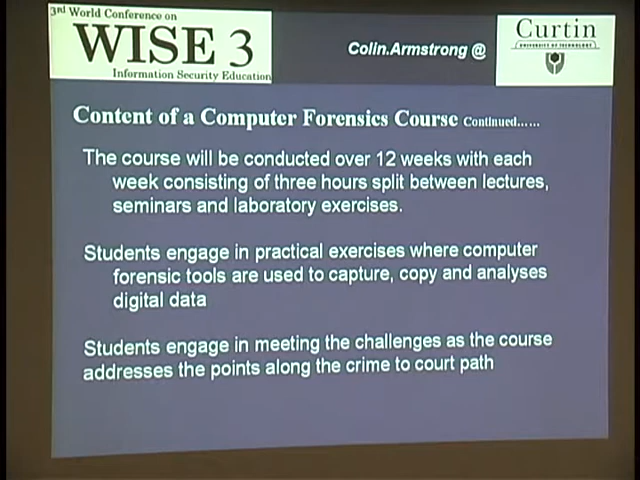 3rd World Conference on
WISE 3
Information Security Education
Colin.Armstrong @
Curtin
UNIVERSITY OF TECHNOLOGY
Content of a Computer Forensics Course Continued......
The course will be conducted over 12 weeks with each
week consisting of three hours split between lectures,
seminars and laboratory exercises.
Students engage in practical exercises where computer
forensic tools are used to capture, copy and analyses
digital data
Students engage in meeting the challenges as the course
addresses the points along the crime to court path